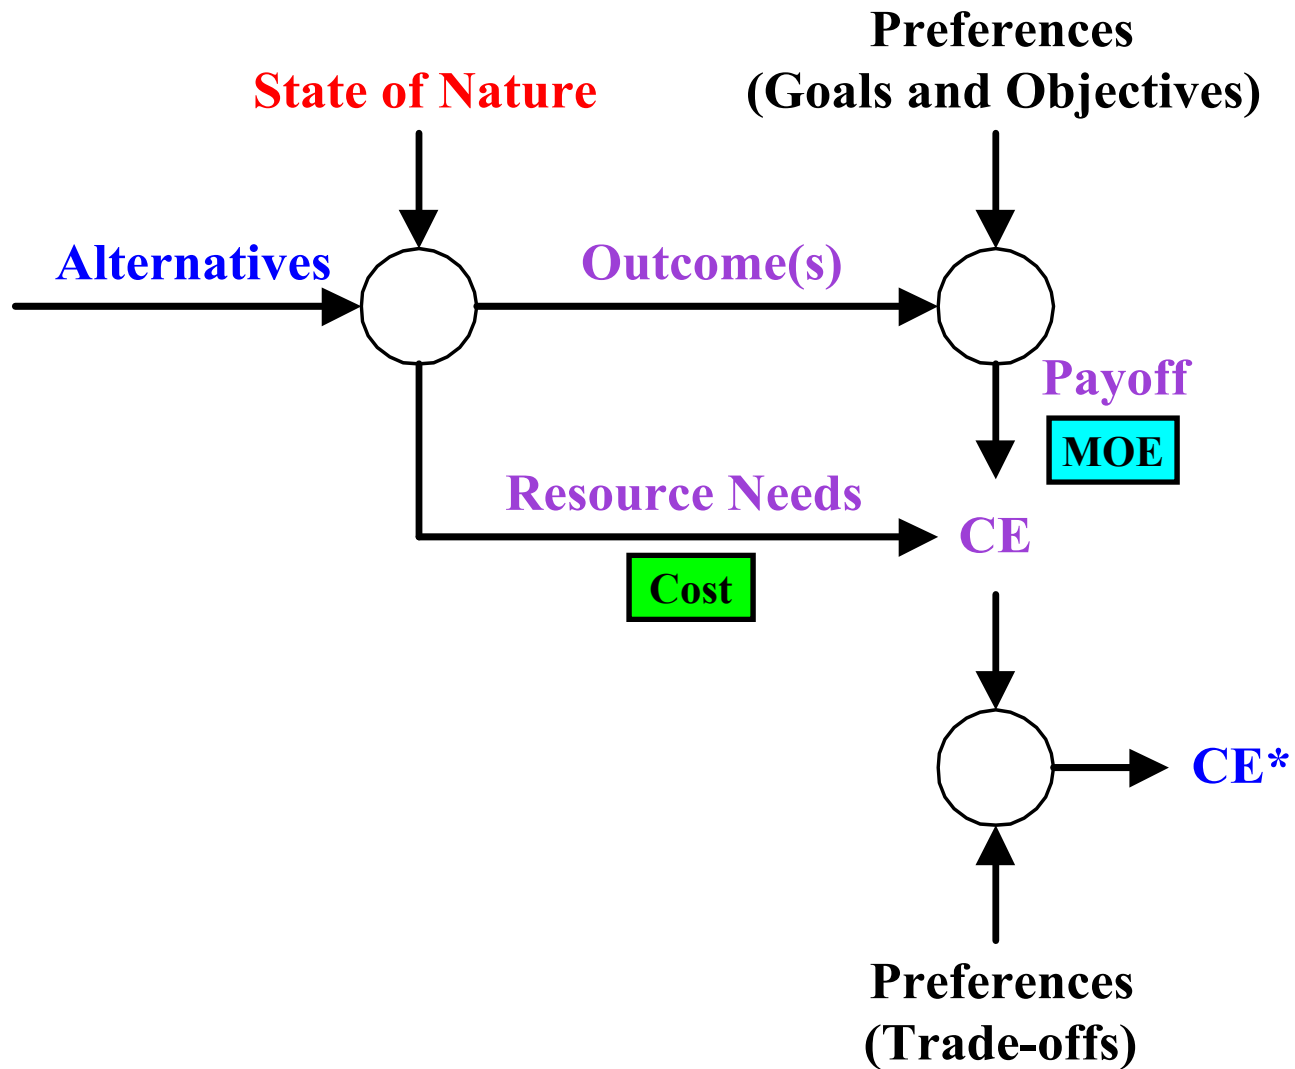 Preferences
(Goals and Objectives)
State of Nature
Alternatives
Outcome(s)
Payoff
MOE
Resource Needs
Cost
CE
CE*
Preferences
(Trade-offs)